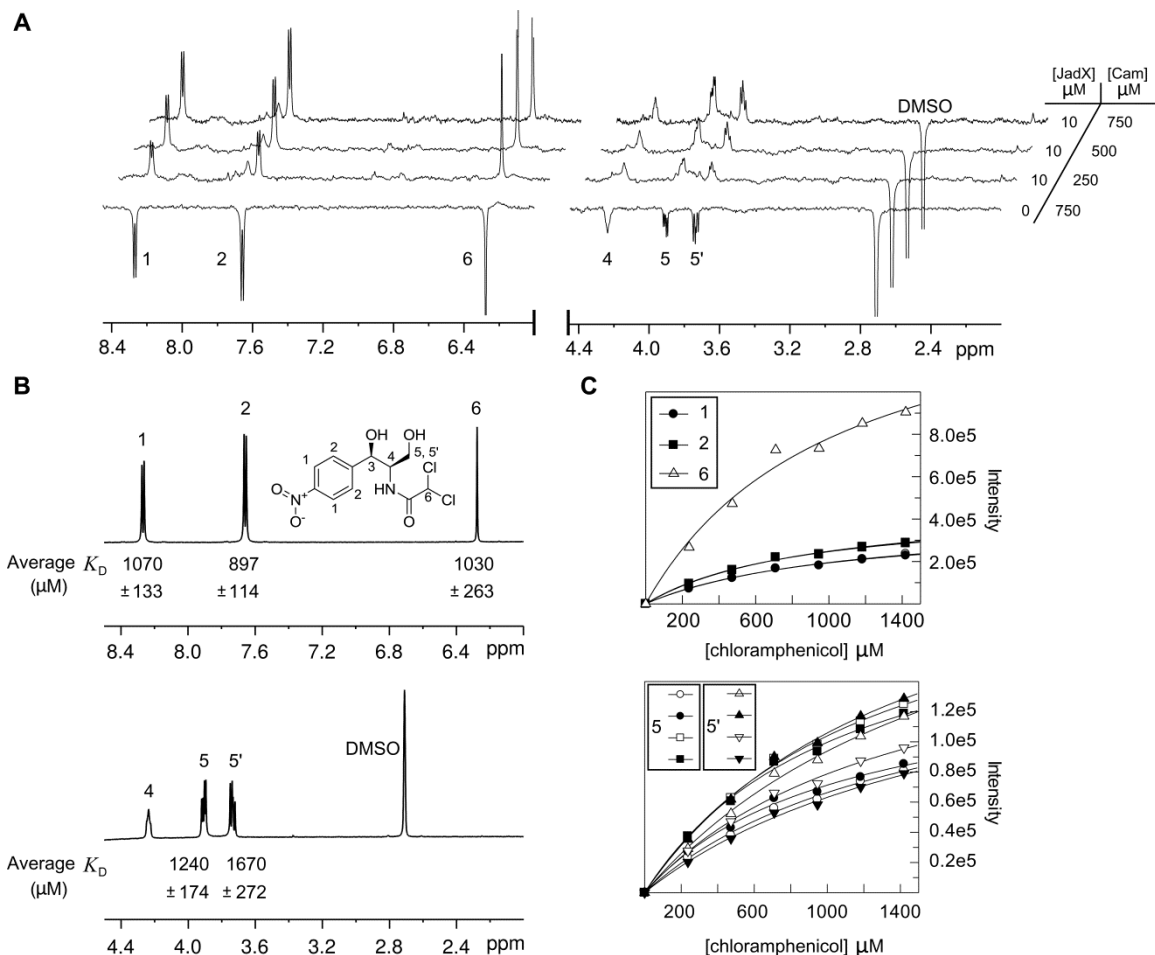 A
[JadX] [Cam]
μM μM
DMSO
10 750
10 500
10 250
0 750
1 2 6 4 5 5'
8.4 8.0 7.6 7.2 6.8 6.4 4.4 4.0 3.6 3.2 2.8 2.4 ppm
B
1 2 6
OH OH
2 5, 5'
1 3 4 Cl
O N+ 2 HN 6 Cl
O- 1 O
Average KD 1070 897 1030
(μM) ± 133 ± 114 ± 263
8.4 8.0 7.6 7.2 6.8 6.4 ppm
DMSO
4 5 5'
Average KD 1240 1670
(μM) ± 174 ± 272
4.4 4.0 3.6 3.2 2.8 2.4 2.0 ppm
C
1
2
6
8.0e5
6.0e5
4.0e5
2.0e5
Intensity
200 600 1000 1400
[chloramphenicol] μM
5 5'
1.2e5
1.0e5
0.8e5
0.6e5
0.4e5
0.2e5
Intensity
200 600 1000 1400
[chloramphenicol] μM